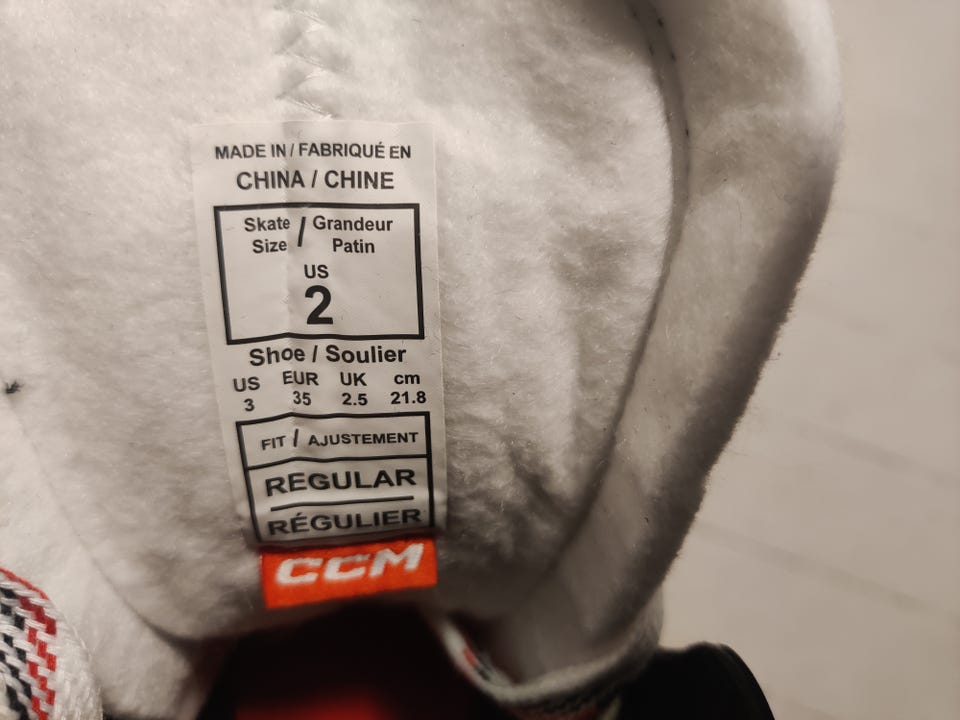 MADE IN / FABRIQUÉ EN
CHINA / CHINE
Skate Size / Grandeur Patin
US
2
Shoe / Soulier
US EUR UK cm
3 35 2.5 21.8
FIT / AJUSTEMENT
REGULAR
RÉGULIER
CCM